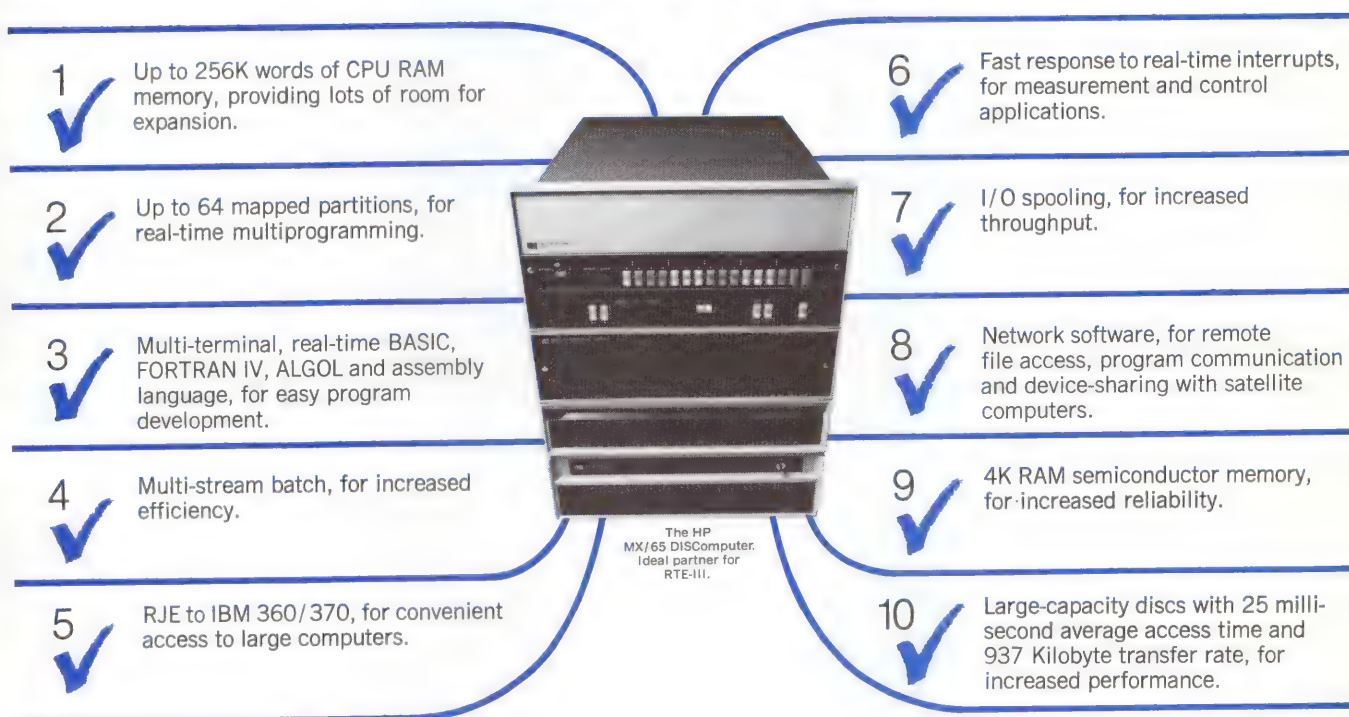 1
Up to 256K words of CPU RAM
memory, providing lots of room for
expansion.
2
Up to 64 mapped partitions, for
real-time multiprogramming.
3
Multi-terminal, real-time BASIC,
FORTRAN IV, ALGOL and assembly
language, for easy program
development.
4
Multi-stream batch, for increased
efficiency.
5
RJE to IBM 360/370, for convenient
access to large computers.
The HP
MX/65 DISComputer.
Ideal partner for
RTE-III.
6
Fast response to real-time interrupts,
for measurement and control
applications.
7
I/O spooling, for increased
throughput.
8
Network software, for remote
file access, program communication
and device-sharing with satellite
computers.
9
4K RAM semiconductor memory,
for increased reliability.
10
Large-capacity discs with 25 milli-
second average access time and
937 Kilobyte transfer rate, for
increased performance.